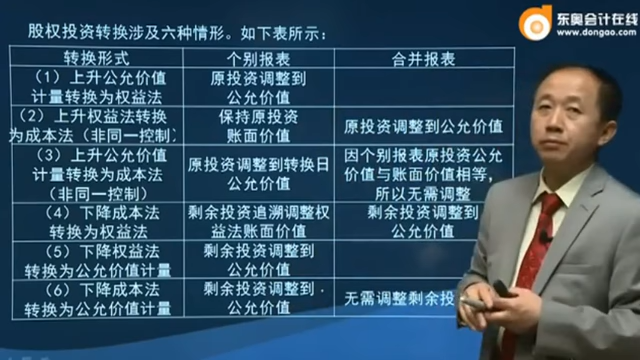 东奥会计在线
www.dongao.com
股权投资转换涉及六种情形。如下表所示：
转换形式
个别报表
合并报表
（1）上升公允价值
计量转换为权益法
原投资调整到
公允价值
（2）上升权益法转换
为成本法（非同一控制）
保持原投资
账面价值
原投资调整到公允价值
（3）上升公允价值
计量转换为成本法
（非同一控制）
原投资调整到转换日
公允价值
因个别报表原投资公允
价值与账面价值相等，
所以无需调整
（4）下降成本法
转换为权益法
剩余投资追溯调整权
益法账面价值
剩余投资调整到
公允价值
（5）下降权益法
转换为公允价值计量
剩余投资调整到
公允价值
（6）下降成本法
转换为公允价值计量
剩余投资调整到
公允价值
无需调整剩余投